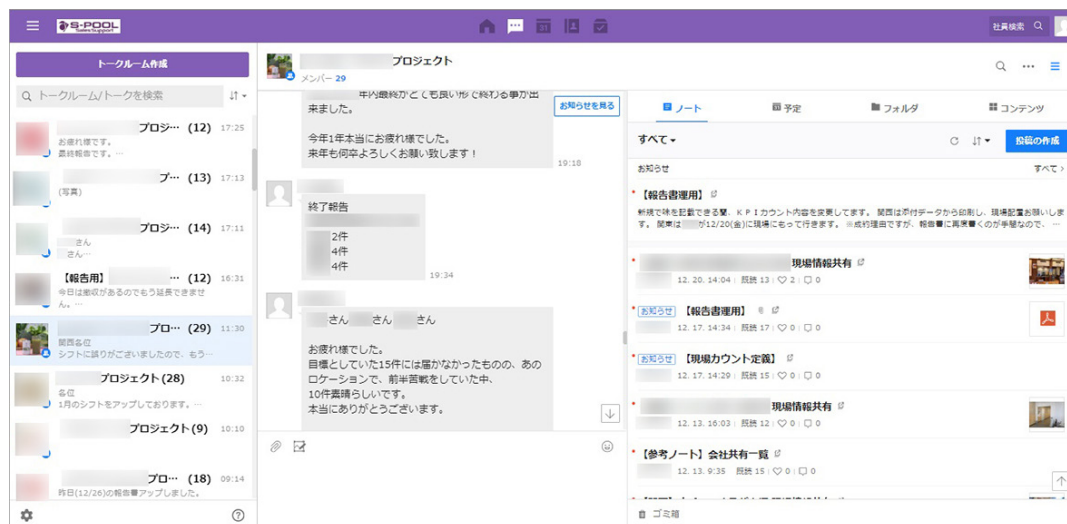 S-POOL
Sales Support
31
社員検索
トークルーム作成
トークルーム/トークを検索
プロジ… (12) 17:25
お疲れ様です。
最終報告です。…
プ… (13) 17:13
(写真)
プロジ… (14) 17:11
さん
さん…
【報告用】 … (12) 16:31
今日は撤収があるのでもう延長できませ
ん。…
プロ… (29) 11:30
関西各位
シフトに誤りがございましたので、もう…
プロジェクト(28) 10:32
各位
1月のシフトをアップしております。…
プロジェクト(9) 10:10
プロ… (18) 09:14
昨日(12/26)の報告書アップしました。
プロジェクト
メンバー 29
お知らせを見る
年内最終がとても良い形で終わる事が出
来ました。
今年1年本当にお疲れ様でした。
来年も何卒よろしくお願い致します！
19:18
終了報告
2件
4件
4件
19:34
さん さん さん
お疲れ様でした。
目標としていた15件には届かなかったものの、あの
ロケーションで、前半苦戦をしていた中、
10件素晴らしいです。
本当にありがとうございます。
ノート
予定
フォルダ
コンテンツ
すべて
投稿の作成
お知らせ
すべて
【報告書運用】
新規で味を記載できる欄、ＫＰＩカウント内容を変更してます。 関西は添付データから印刷し、現場配置お願いしま
す。 関東は が12/20(金)に現場にもって行きます。 ※成約理由ですが、報告書に再度書くのが手間なので、…
現場情報共有
12. 20. 14:04 既読 13 2 0
お知らせ 【報告書運用】
12. 17. 14:34 既読 17 0 0
お知らせ 【現場カウント定義】
12. 17. 14:29 既読 15 0 0
現場情報共有
12. 13. 16:03 既読 12 0 0
【参考ノート】会社共有一覧
12. 13. 9:35 既読 15 0 0
ゴミ箱